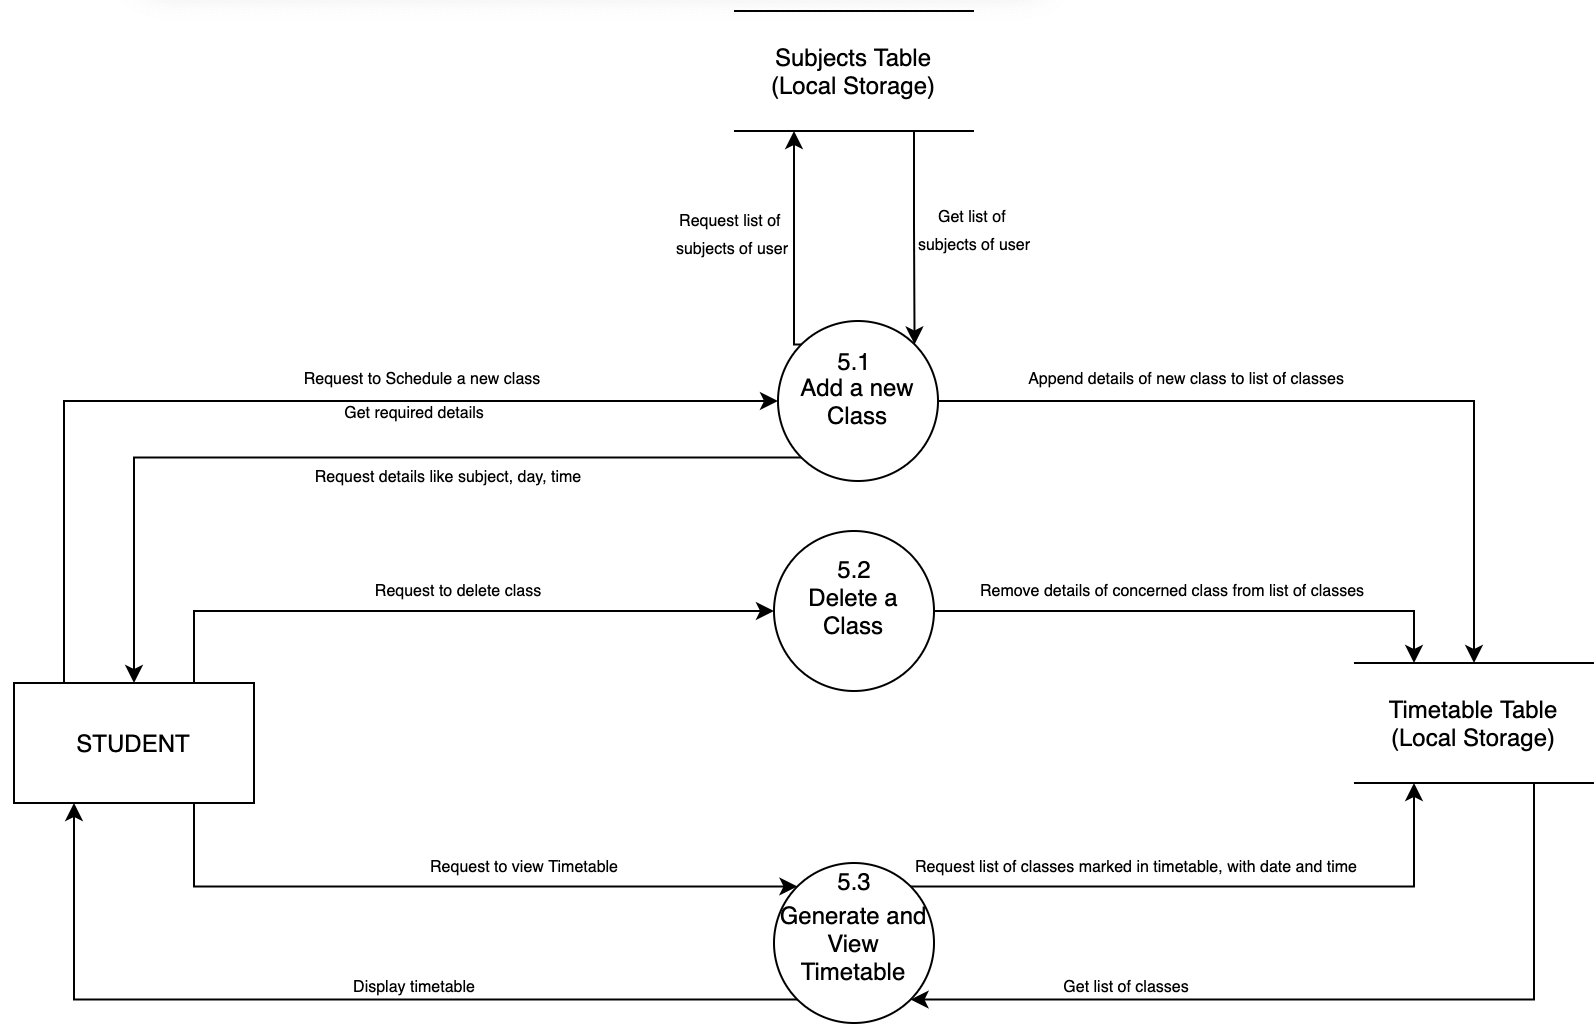 Subjects Table
(Local Storage)
Request list of
subjects of user
Get list of
subjects of user
5.1
Add a new
Class
Request to Schedule a new class
Get required details
Append details of new class to list of classes
Request details like subject, day, time
5.2
Delete a
Class
Request to delete class
Remove details of concerned class from list of classes
STUDENT
Timetable Table
(Local Storage)
Request to view Timetable
5.3
Generate and
View
Timetable
Request list of classes marked in timetable, with date and time
Display timetable
Get list of classes